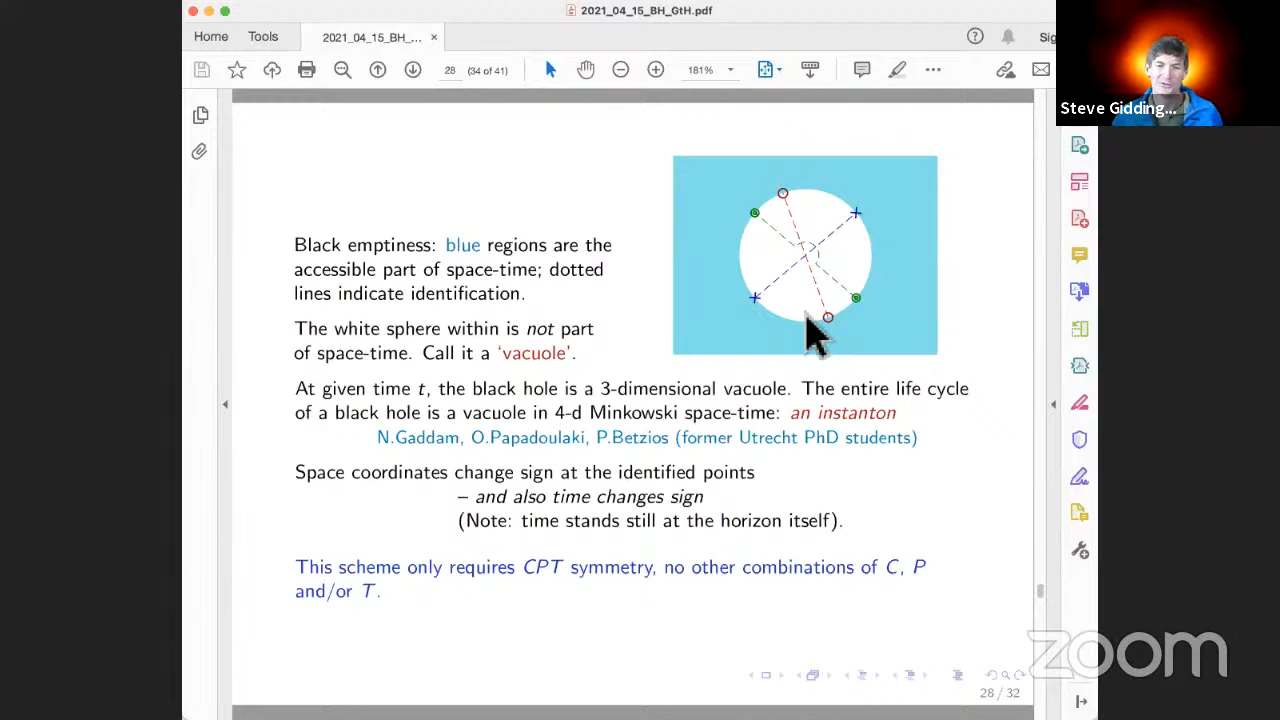 2021_04_15_BH_GtH.pdf
Home Tools 2021_04_15_BH_... × Sig
28 (34 of 41) 181%
Steve Gidding...
Black emptiness: blue regions are the
accessible part of space-time; dotted
lines indicate identification.
The white sphere within is not part
of space-time. Call it a ‘vacuole’.
At given time t, the black hole is a 3-dimensional vacuole. The entire life cycle
of a black hole is a vacuole in 4-d Minkowski space-time: an instanton
N.Gaddam, O.Papadoulaki, P.Betzios (former Utrecht PhD students)
Space coordinates change sign at the identified points
– and also time changes sign
(Note: time stands still at the horizon itself).
This scheme only requires CPT symmetry, no other combinations of C, P
and/or T.
28 / 32
zoom